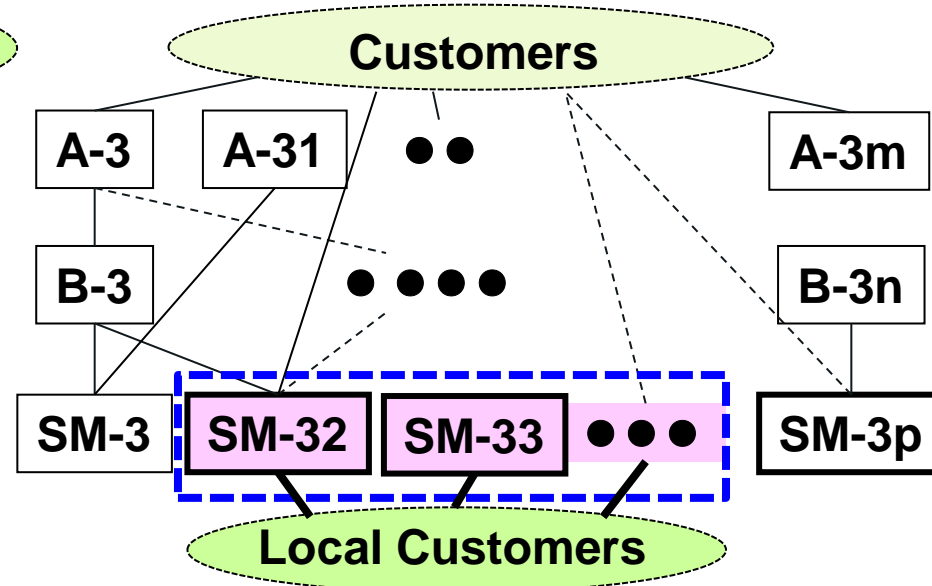 Customers
A-3 A-31 ●● A-3m
B-3 ●●●● B-3n
SM-3 SM-32 SM-33 ●●● SM-3p
Local Customers